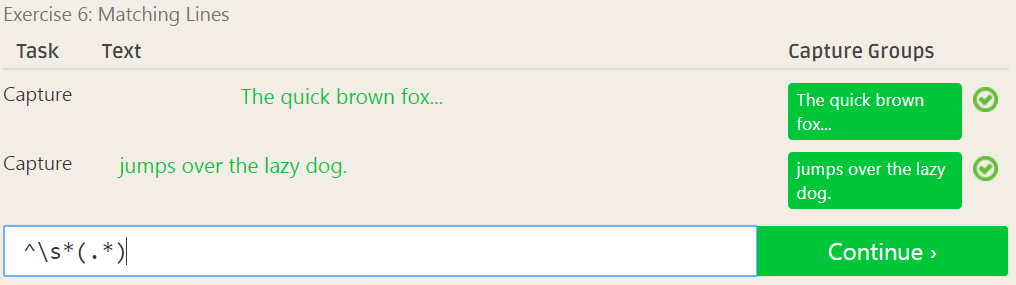 Exercise 6: Matching Lines
Task Text Capture Groups
Capture The quick brown fox... The quick brown
fox...
Capture jumps over the lazy dog. jumps over the lazy
dog.
^\s*(.*) Continue ›